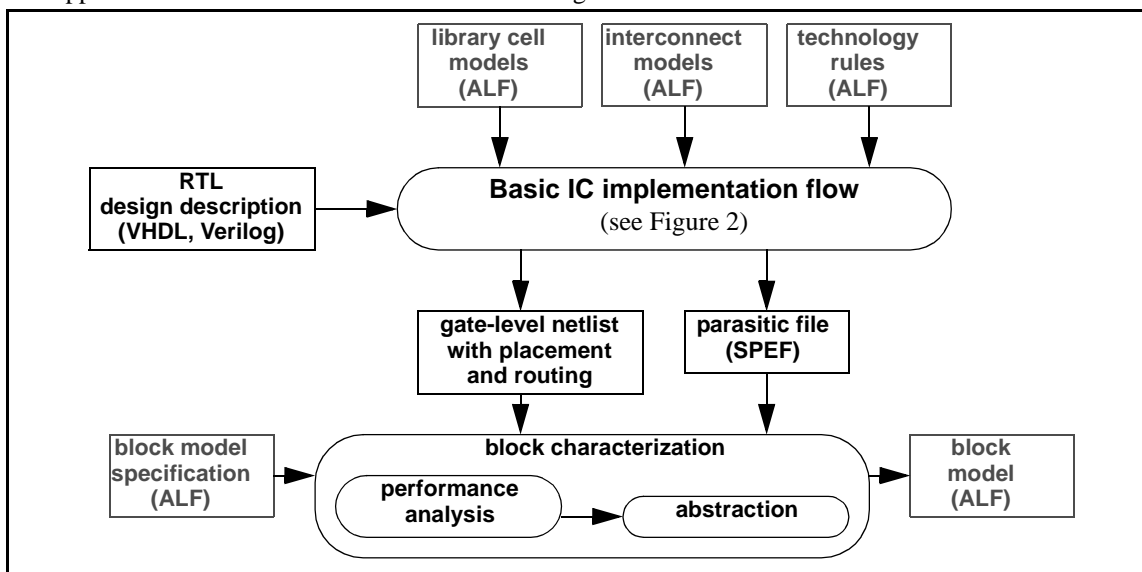 library cell
models
(ALF)
interconnect
models
(ALF)
technology
rules
(ALF)
RTL
design description
(VHDL, Verilog)
Basic IC implementation flow
(see Figure 2)
gate-level netlist
with placement
and routing
parasitic file
(SPEF)
block model
specification
(ALF)
block characterization
performance
analysis
abstraction
block
model
(ALF)